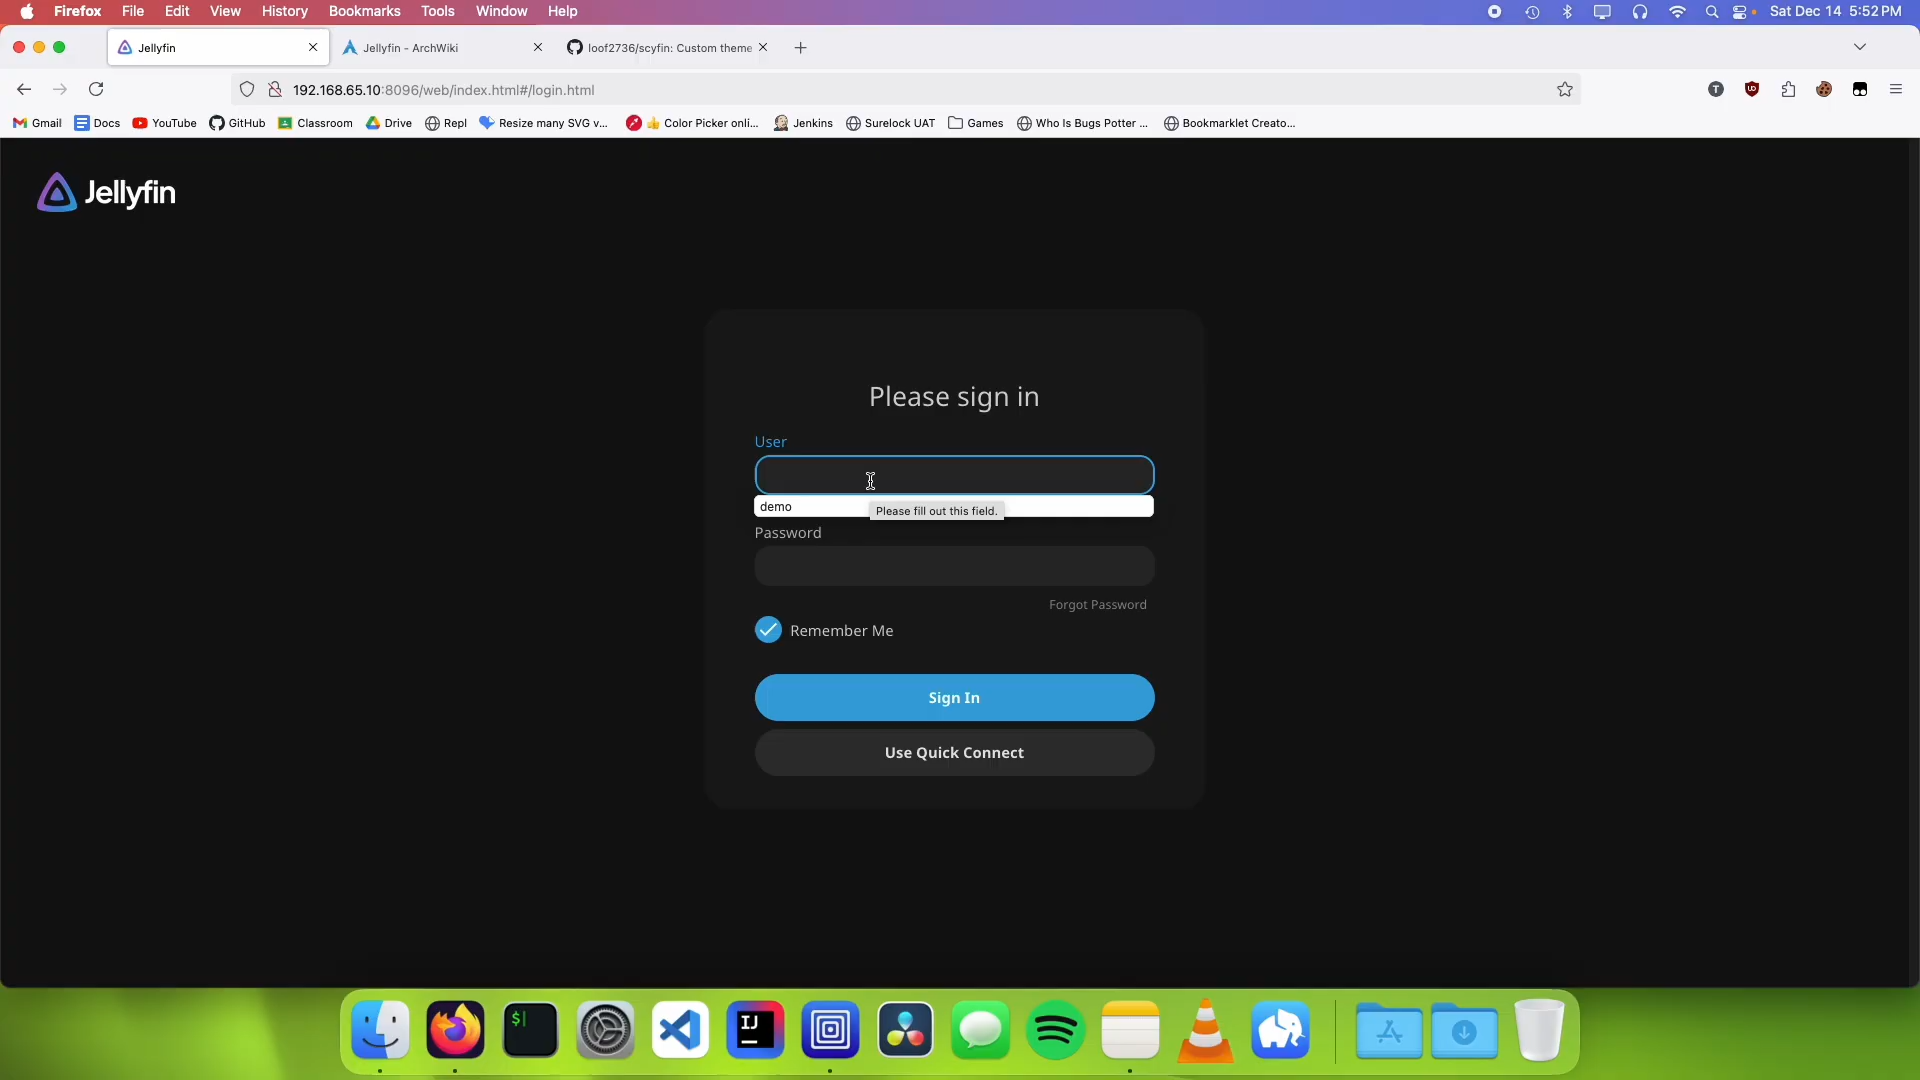 Firefox File Edit View History Bookmarks Tools Window Help Sat Dec 14 5:52 PM
Jellyfin Jellyfin - ArchWiki loof2736/scyfin: Custom theme
192.168.65.10:8096/web/index.html#/login.html
Gmail Docs YouTube GitHub Classroom Drive Repl Resize many SVG v... 👍 Color Picker onli... Jenkins Surelock UAT Games Who Is Bugs Potter ... Bookmarklet Creato...
Jellyfin
Please sign in
User
demo
Please fill out this field.
Password
Forgot Password
Remember Me
Sign In
Use Quick Connect
$
IJ